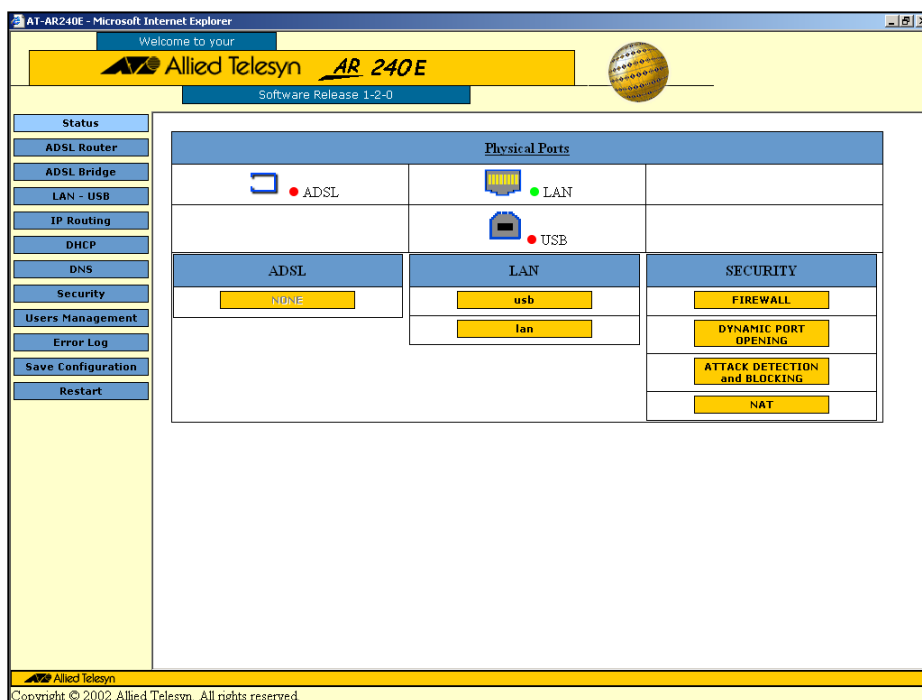 AT-AR240E - Microsoft Internet Explorer
Welcome to your
Allied Telesyn AR 240E
Software Release 1-2-0
Status
ADSL Router
ADSL Bridge
LAN - USB
IP Routing
DHCP
DNS
Security
Users Management
Error Log
Save Configuration
Restart
Physical Ports
ADSL
LAN
USB
ADSL
LAN
SECURITY
NONE
usb
lan
FIREWALL
DYNAMIC PORT
OPENING
ATTACK DETECTION
and BLOCKING
NAT
Allied Telesyn
Copyright © 2002 Allied Telesyn. All rights reserved.